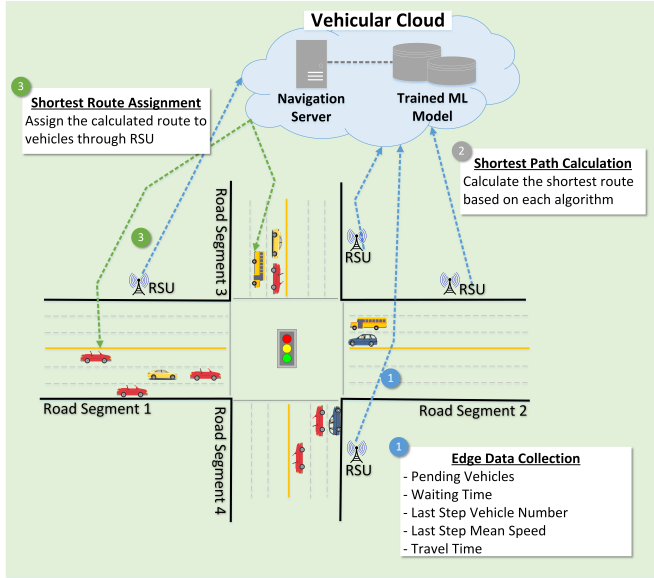 Vehicular Cloud
Navigation
Server
Trained ML
Model
3
Shortest Route Assignment
Assign the calculated route to
vehicles through RSU
2
Shortest Path Calculation
Calculate the shortest route
based on each algorithm
3
RSU
RSU
RSU
Road Segment 3
1
Road Segment 1
Road Segment 2
Road Segment 4
RSU
1
Edge Data Collection
- Pending Vehicles
- Waiting Time
- Last Step Vehicle Number
- Last Step Mean Speed
- Travel Time